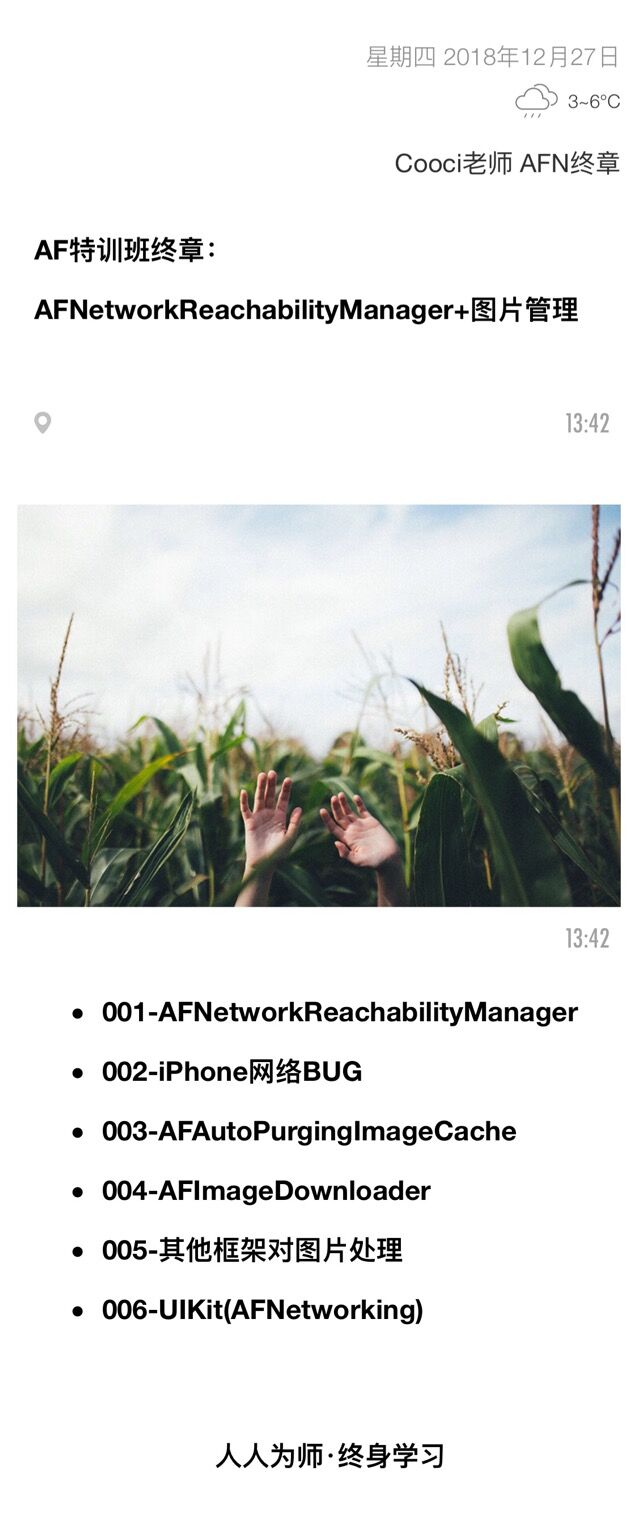 星期四 2018年12月27日
3~6°C
Cooci老师 AFN终章
AF特训班终章：
AFNetworkReachabilityManager+图片管理
13:42
13:42
• 001-AFNetworkReachabilityManager
• 002-iPhone网络BUG
• 003-AFAutoPurgingImageCache
• 004-AFImageDownloader
• 005-其他框架对图片处理
• 006-UIKit(AFNetworking)
人人为师·终身学习